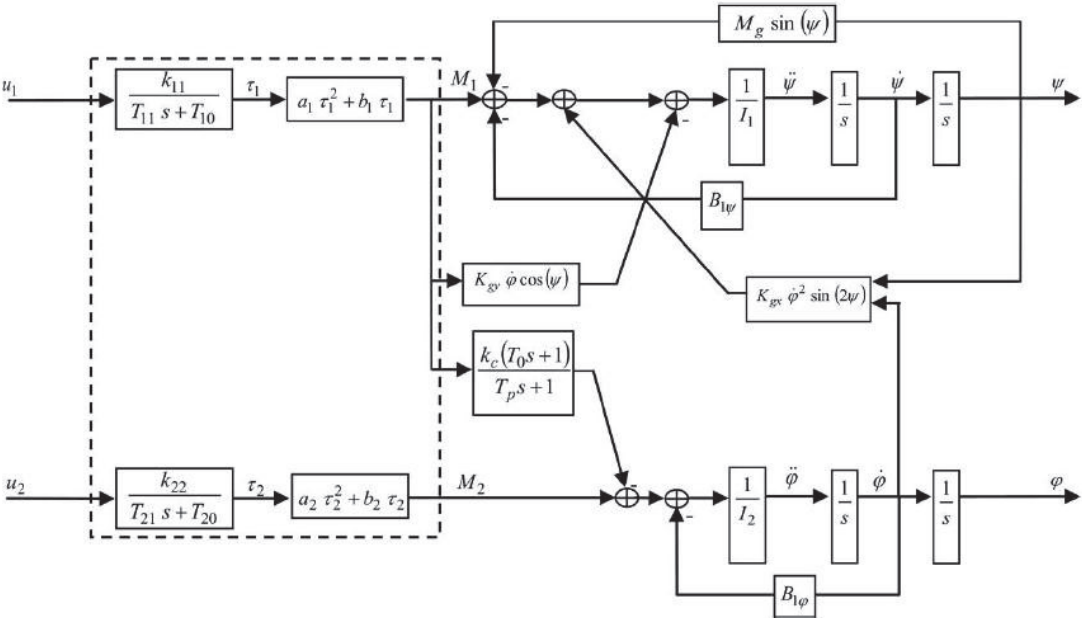 M_g sin (ψ)
u_1
k_11
T_11 s + T_10
τ_1
a_1 τ_1^2 + b_1 τ_1
M_1
-
-
-
1
I_1
ψ̈
1
s
ψ̇
1
s
ψ
B_1ψ
K_gy φ̇ cos(ψ)
K_gx φ̇^2 sin (2ψ)
k_c(T_0 s + 1)
T_p s + 1
u_2
k_22
T_21 s + T_20
τ_2
a_2 τ_2^2 + b_2 τ_2
M_2
-
-
1
I_2
φ̈
1
s
φ̇
1
s
φ
B_1φ